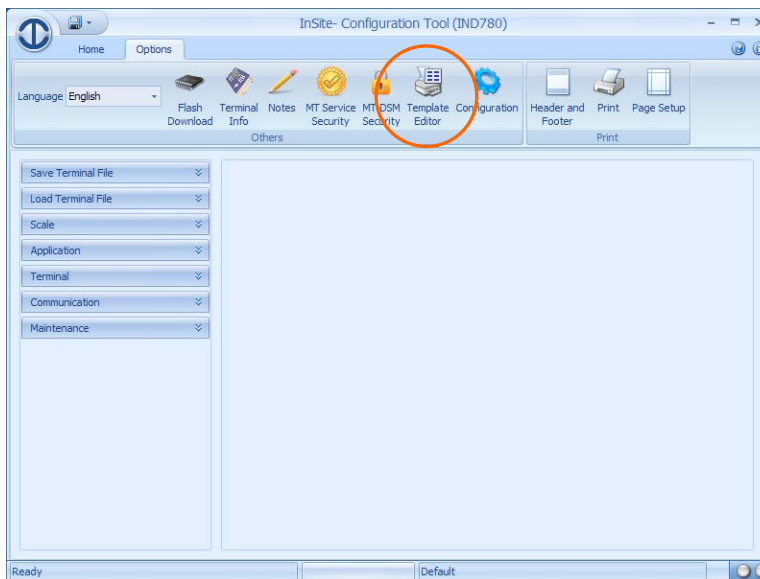 InSite- Configuration Tool (IND780)
Home Options
Language English
Flash Download
Terminal Info
Notes
MT Service Security
MT DSM Security
Template Editor
Configuration
Header and Footer
Print
Page Setup
Others
Print
Save Terminal File
Load Terminal File
Scale
Application
Terminal
Communication
Maintenance
Ready
Default